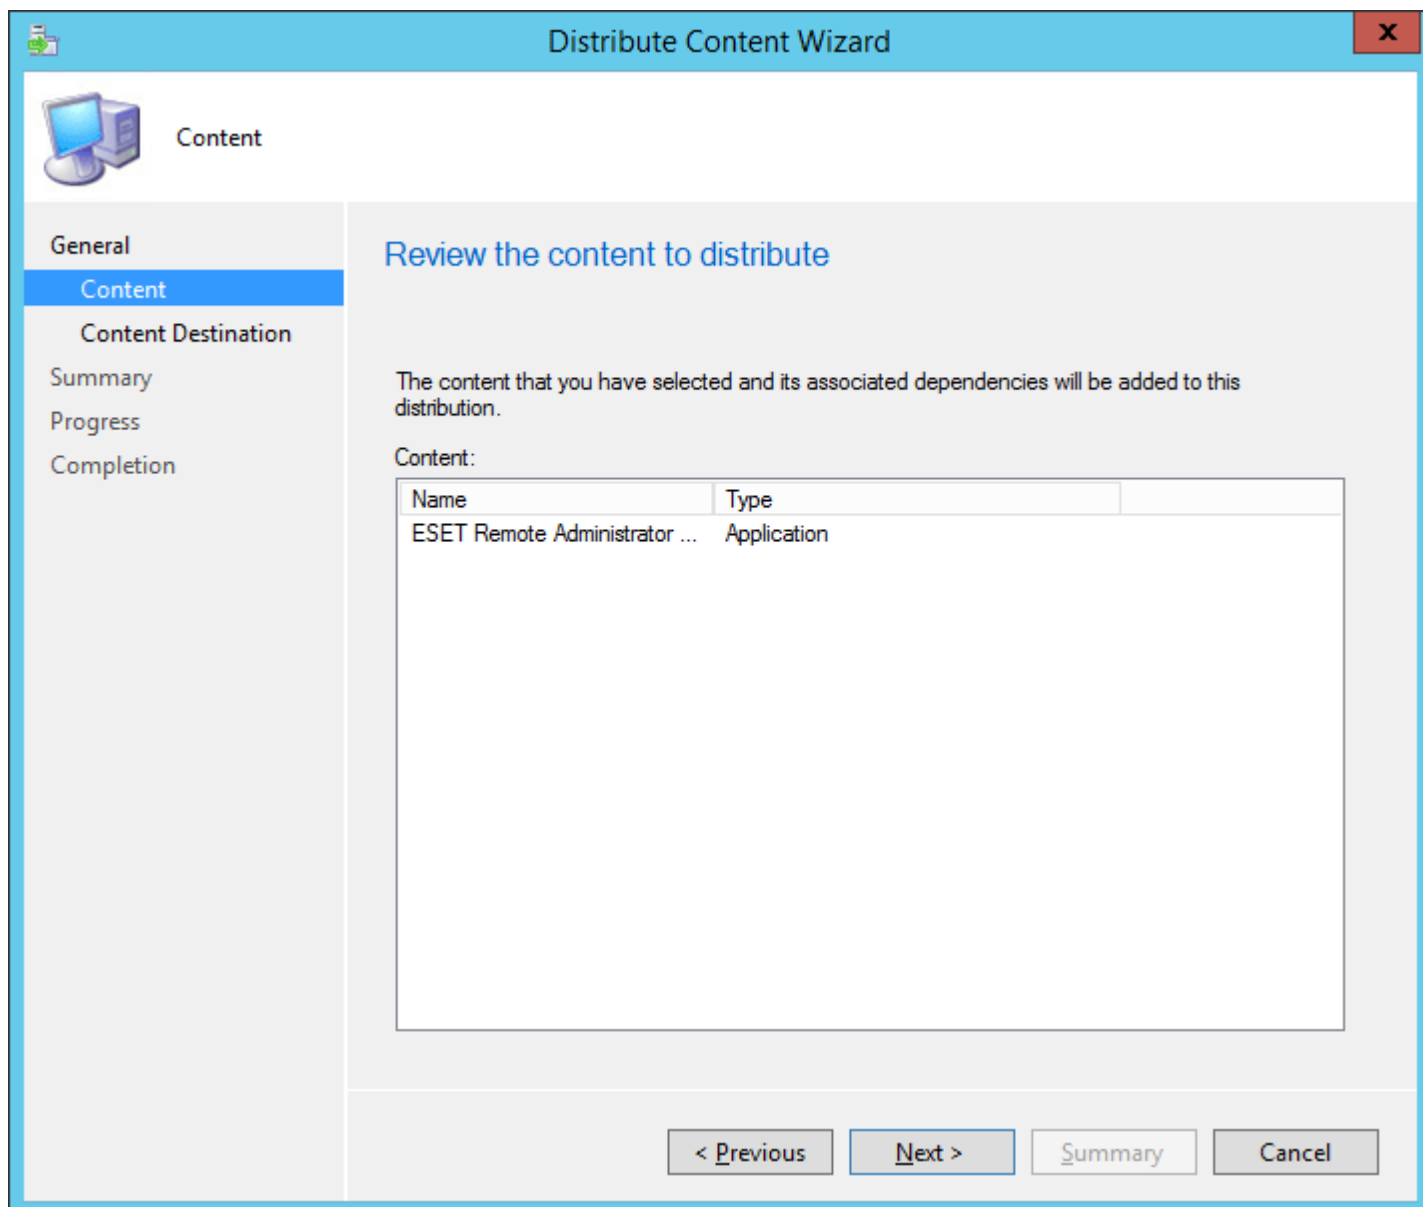 Distribute Content Wizard
x
Content
General
Content
Content Destination
Summary
Progress
Completion
Review the content to distribute
The content that you have selected and its associated dependencies will be added to this
distribution.
Content:
Name Type
ESET Remote Administrator ... Application
< Previous Next > Summary Cancel